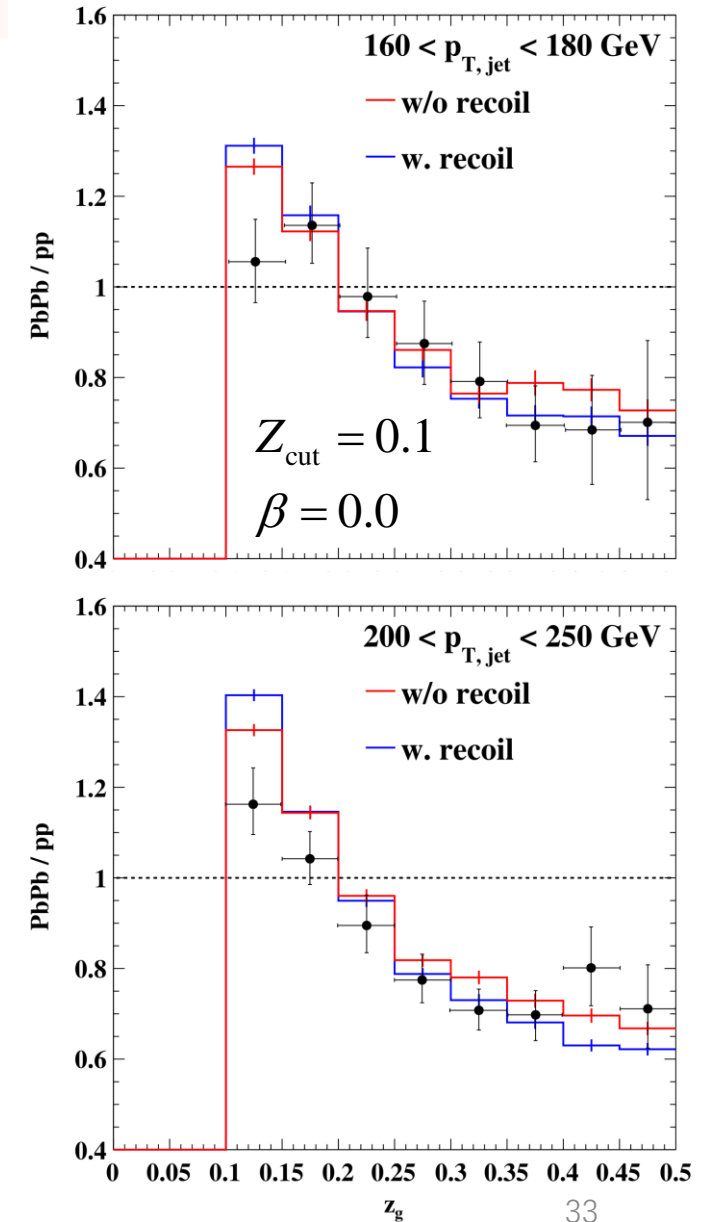 1.6
160 < p_T, jet < 180 GeV
1.4
w/o recoil
w. recoil
1.2
PbPb / pp
1
0.8
Z_cut = 0.1
0.6
β = 0.0
0.4
1.6
200 < p_T, jet < 250 GeV
1.4
w/o recoil
w. recoil
1.2
PbPb / pp
1
0.8
0.6
0.4
0 0.05 0.1 0.15 0.2 0.25 0.3 0.35 0.4 0.45 0.5
z_g
33